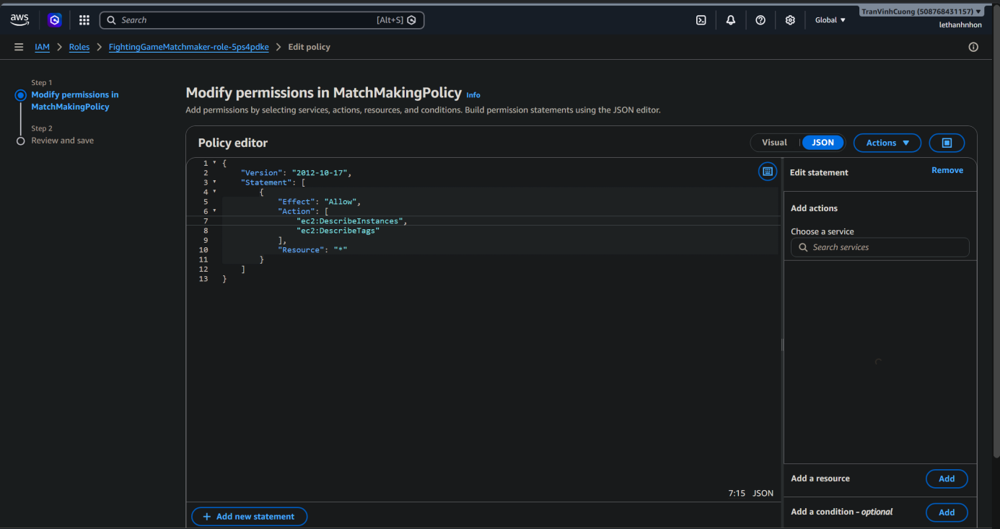 aws
Search
[Alt+S]
Global
TranVinhCuong (508768431157)
lethanhnhon
IAM
Roles
FightingGameMatchmaker-role-5ps4pdke
Edit policy
Step 1
Modify permissions in
MatchMakingPolicy
Step 2
Review and save
Modify permissions in MatchMakingPolicy Info
Add permissions by selecting services, actions, resources, and conditions. Build permission statements using the JSON editor.
Policy editor
Visual
JSON
Actions
1 {
2 "Version": "2012-10-17",
3 "Statement": [
4 {
5 "Effect": "Allow",
6 "Action": [
7 "ec2:DescribeInstances",
8 "ec2:DescribeTags"
9 ],
10 "Resource": "*"
11 }
12 ]
13 }
7:15 JSON
+ Add new statement
Edit statement
Remove
Add actions
Choose a service
Search services
Add a resource
Add
Add a condition - optional
Add